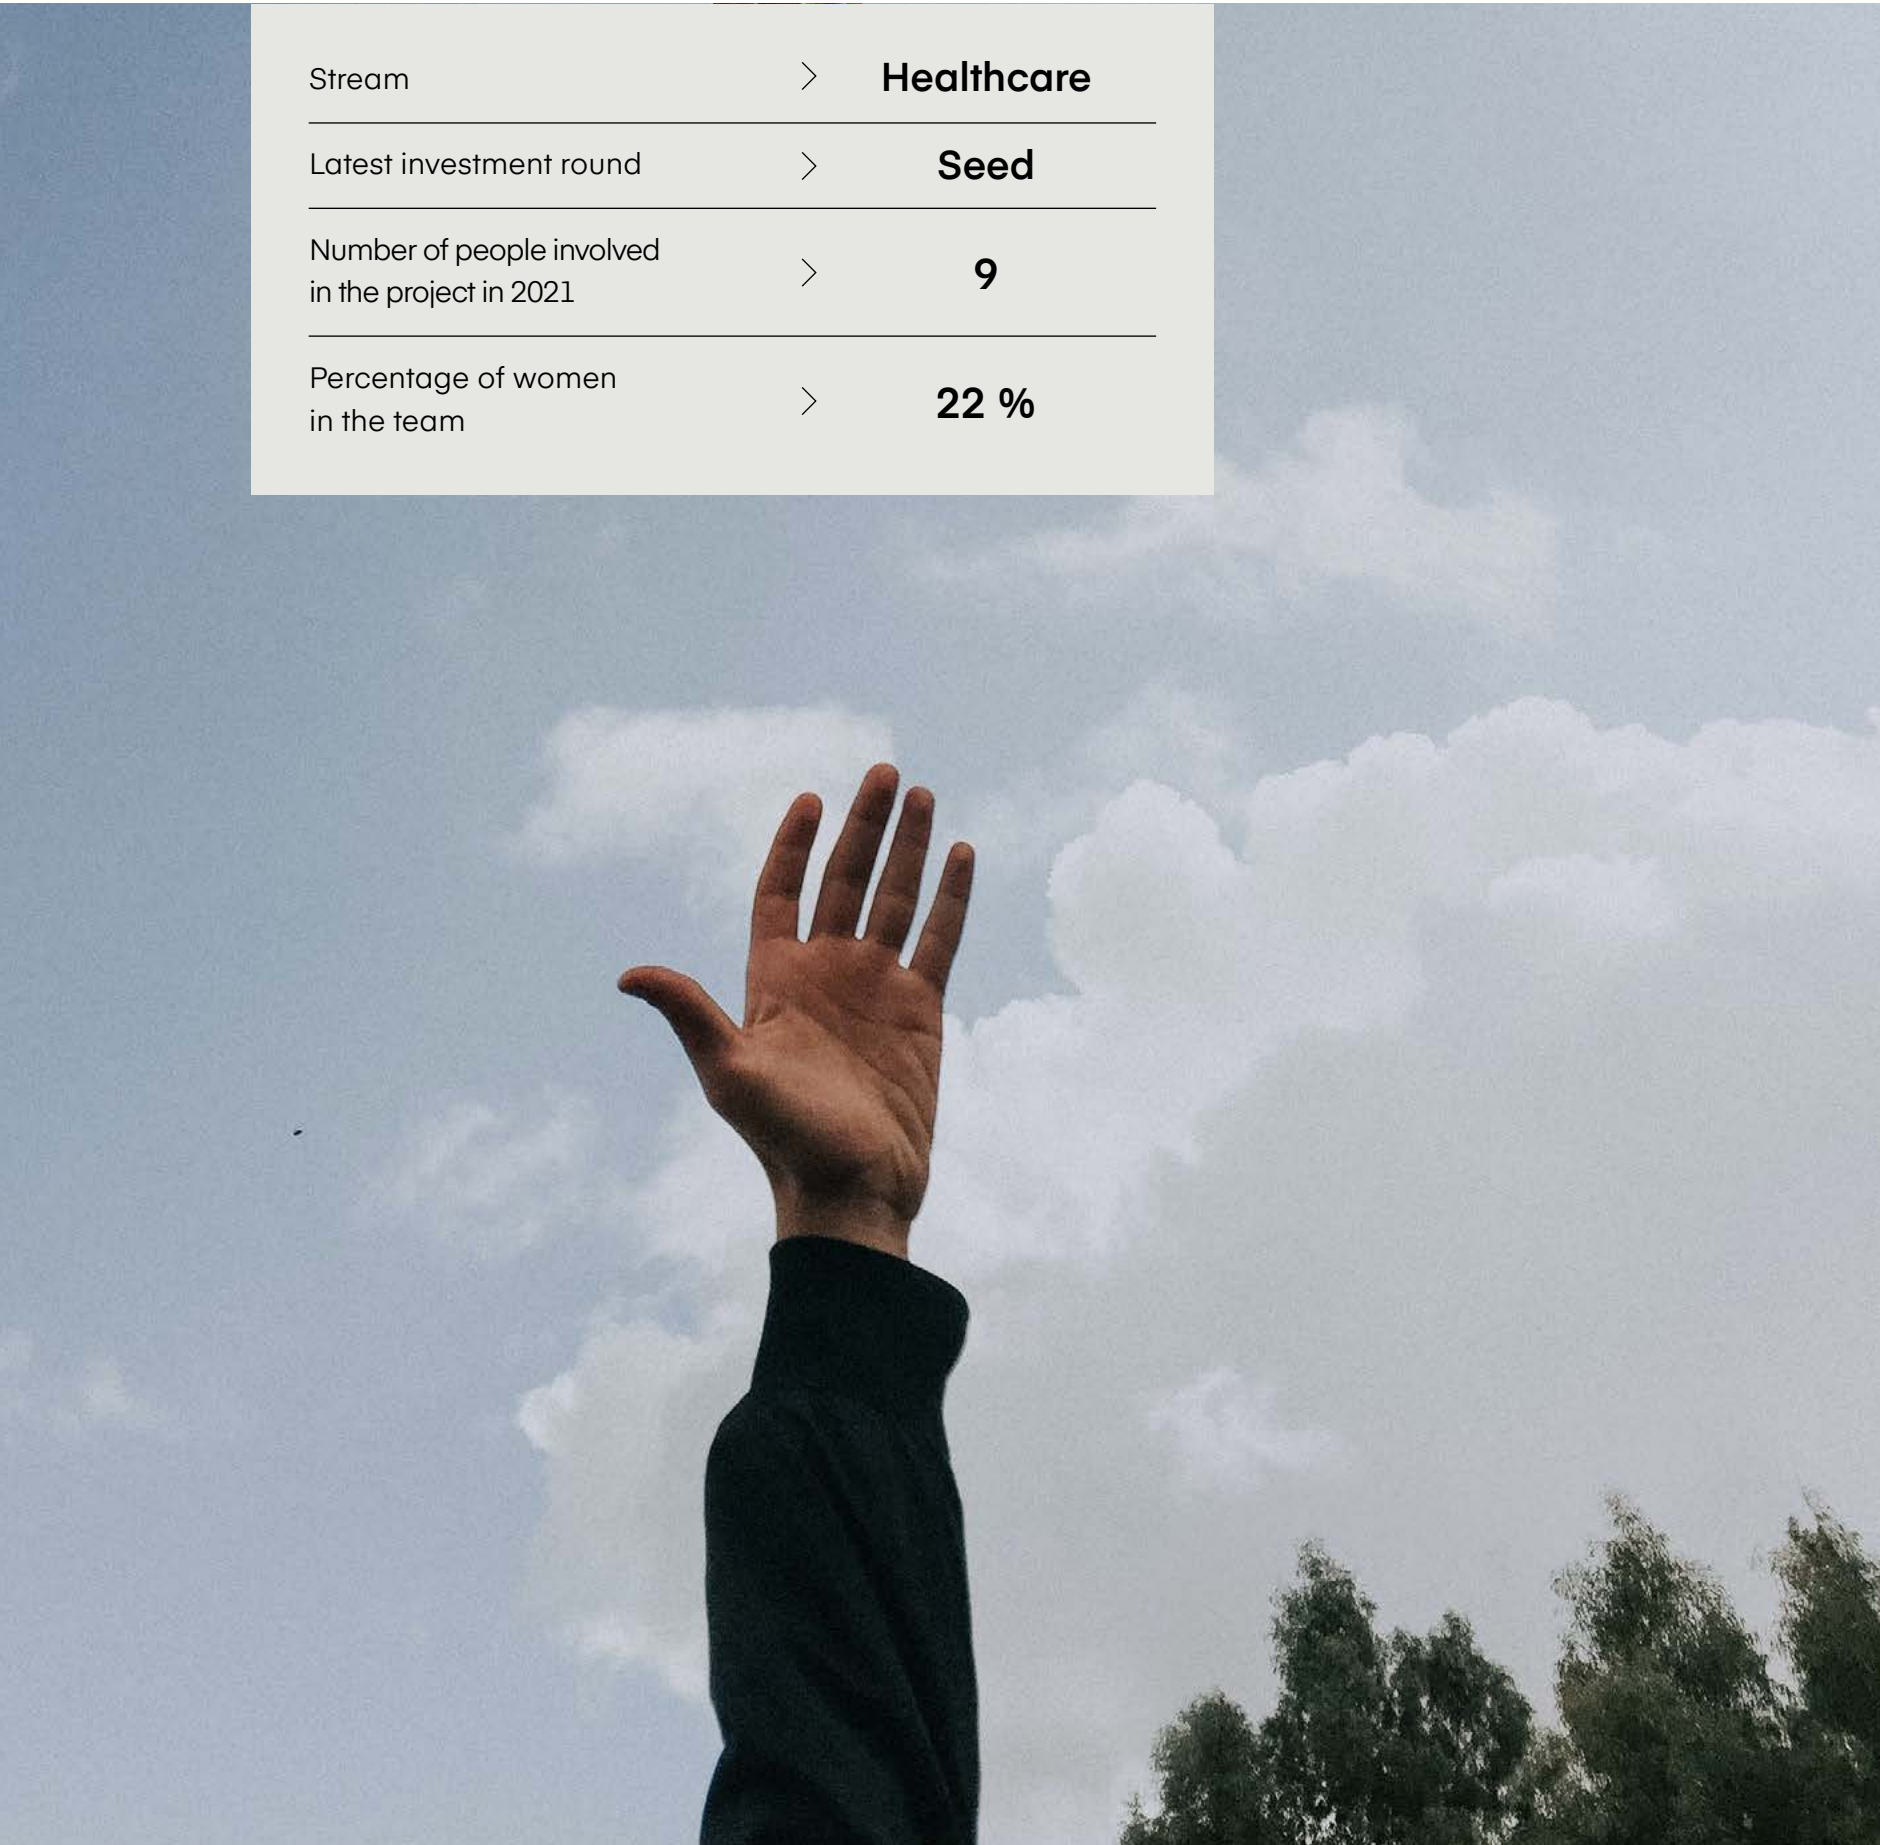 Stream > Healthcare
Latest investment round > Seed
Number of people involved
in the project in 2021 > 9
Percentage of women
in the team > 22 %